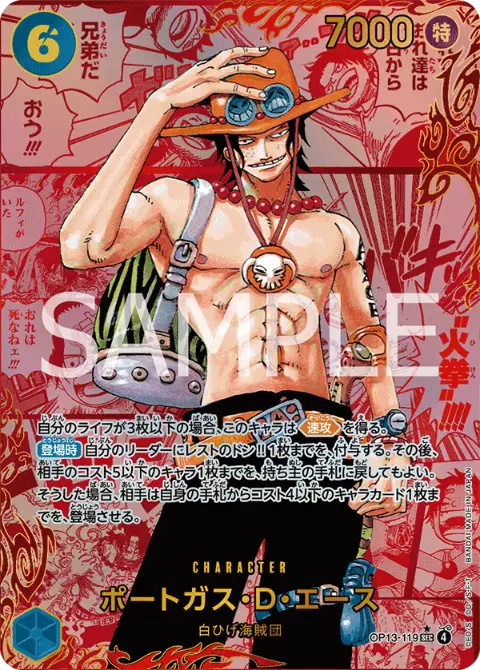 6
7000
特
兄弟だ
おう!!!
ルフィが
いた
おれは
死なねェ!!!
"火拳"!!!!
SAMPLE
自分のライフが3枚以下の場合、このキャラは 速攻 を得る。
登場時 自分のリーダーにレストのドン!!1枚までを、付与する。その後、
相手のコスト5以下のキャラ1枚までを、持ち主の手札に戻してもよい。
そうした場合、相手は自身の手札からコスト4以下のキャラカード1枚ま
でを、登場させる。
CHARACTER
ポートガス・D・エース
白ひげ海賊団
OP13-119 SEC 4
BANDAI MADE IN JAPAN